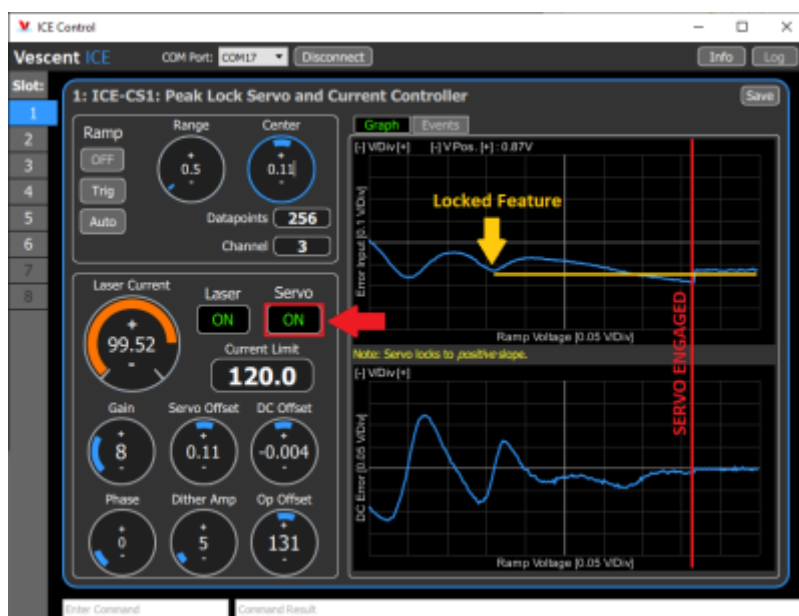 ICE Control
Vescent ICE COM Port: COM17 Disconnect Info Log
Slot:
1
2
3
4
5
6
7
8
1: ICE-CS1: Peak Lock Servo and Current Controller Save
Ramp Range Center
OFF
Trig
Auto
+ 0.5 -
+ 0.11 -
Datapoints 256
Channel 3
Graph Events
[-] V/Div [+] [-] V Pos. [+] : 0.87V
Error Input [0.1 V/Div]
Locked Feature
Ramp Voltage [0.05 V/Div]
SERVO ENGAGED
Note: Servo locks to positive slope.
[-] V/Div [+]
DC Error [0.05 V/Div]
Ramp Voltage [0.05 V/Div]
Laser Current Laser Servo
+ 99.52 -
ON ON
Current Limit
120.0
Gain Servo Offset DC Offset
+ 8 - + 0.11 - + -0.004 -
Phase Dither Amp Op Offset
+ 0 - + 5 - + 131 -
Enter Command Command Result